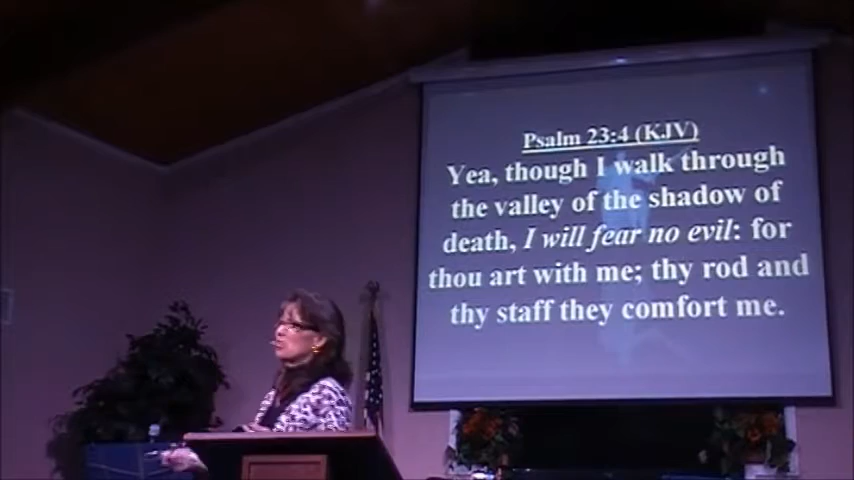 Psalm 23:4 (KJV)
Yea, though I walk through
the valley of the shadow of
death, I will fear no evil: for
thou art with me; thy rod and
thy staff they comfort me.